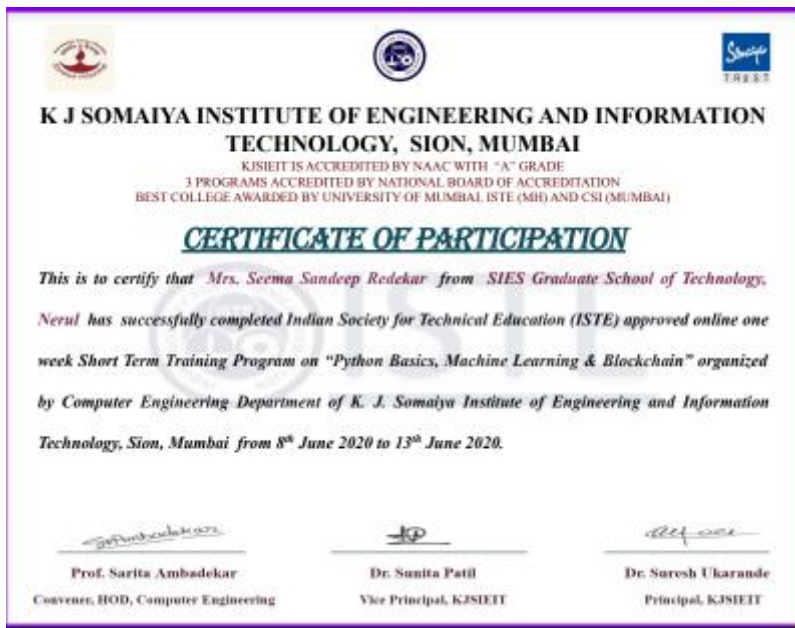 Somaiya
TRUST
K J SOMAIYA INSTITUTE OF ENGINEERING AND INFORMATION
TECHNOLOGY, SION, MUMBAI
KJSIEIT IS ACCREDITED BY NAAC WITH "A" GRADE
3 PROGRAMS ACCREDITED BY NATIONAL BOARD OF ACCREDITATION
BEST COLLEGE AWARDED BY UNIVERSITY OF MUMBAI, ISTE (MH) AND CSI (MUMBAI)
CERTIFICATE OF PARTICIPATION
This is to certify that Mrs. Seema Sandeep Redekar from SIES Graduate School of Technology,
Nerul has successfully completed Indian Society for Technical Education (ISTE) approved online one
week Short Term Training Program on "Python Basics, Machine Learning & Blockchain" organized
by Computer Engineering Department of K. J. Somaiya Institute of Engineering and Information
Technology, Sion, Mumbai from 8th June 2020 to 13th June 2020.
ISTE
Prof. Sarita Ambadekar Dr. Sunita Patil Dr. Suresh Ukarande
Convener, HOD, Computer Engineering Vice Principal, KJSIEIT Principal, KJSIEIT